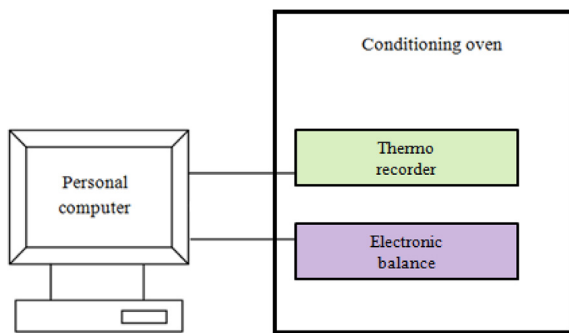 Conditioning oven
Thermo
recorder
Personal
computer
Electronic
balance